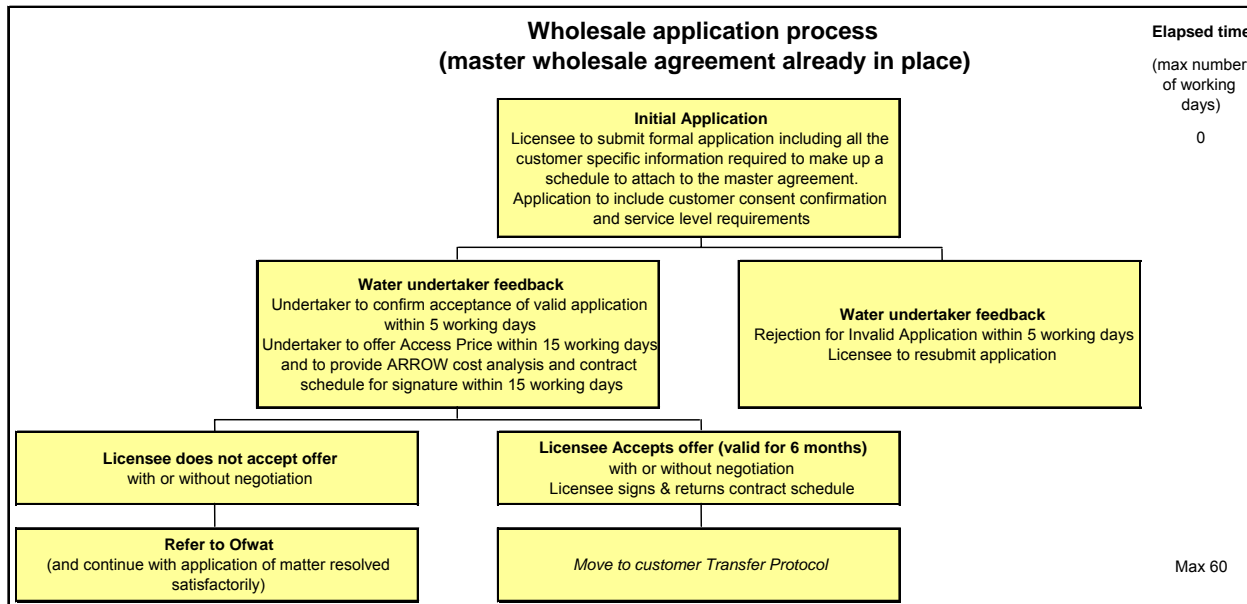 Wholesale application process
(master wholesale agreement already in place)
Elapsed time
(max number
of working
days)
0
Initial Application
Licensee to submit formal application including all the
customer specific information required to make up a
schedule to attach to the master agreement.
Application to include customer consent confirmation
and service level requirements
Water undertaker feedback
Undertaker to confirm acceptance of valid application
within 5 working days
Undertaker to offer Access Price within 15 working days
and to provide ARROW cost analysis and contract
schedule for signature within 15 working days
Water undertaker feedback
Rejection for Invalid Application within 5 working days
Licensee to resubmit application
Licensee does not accept offer
with or without negotiation
Licensee Accepts offer (valid for 6 months)
with or without negotiation
Licensee signs & returns contract schedule
Refer to Ofwat
(and continue with application of matter resolved
satisfactorily)
Move to customer Transfer Protocol
Max 60